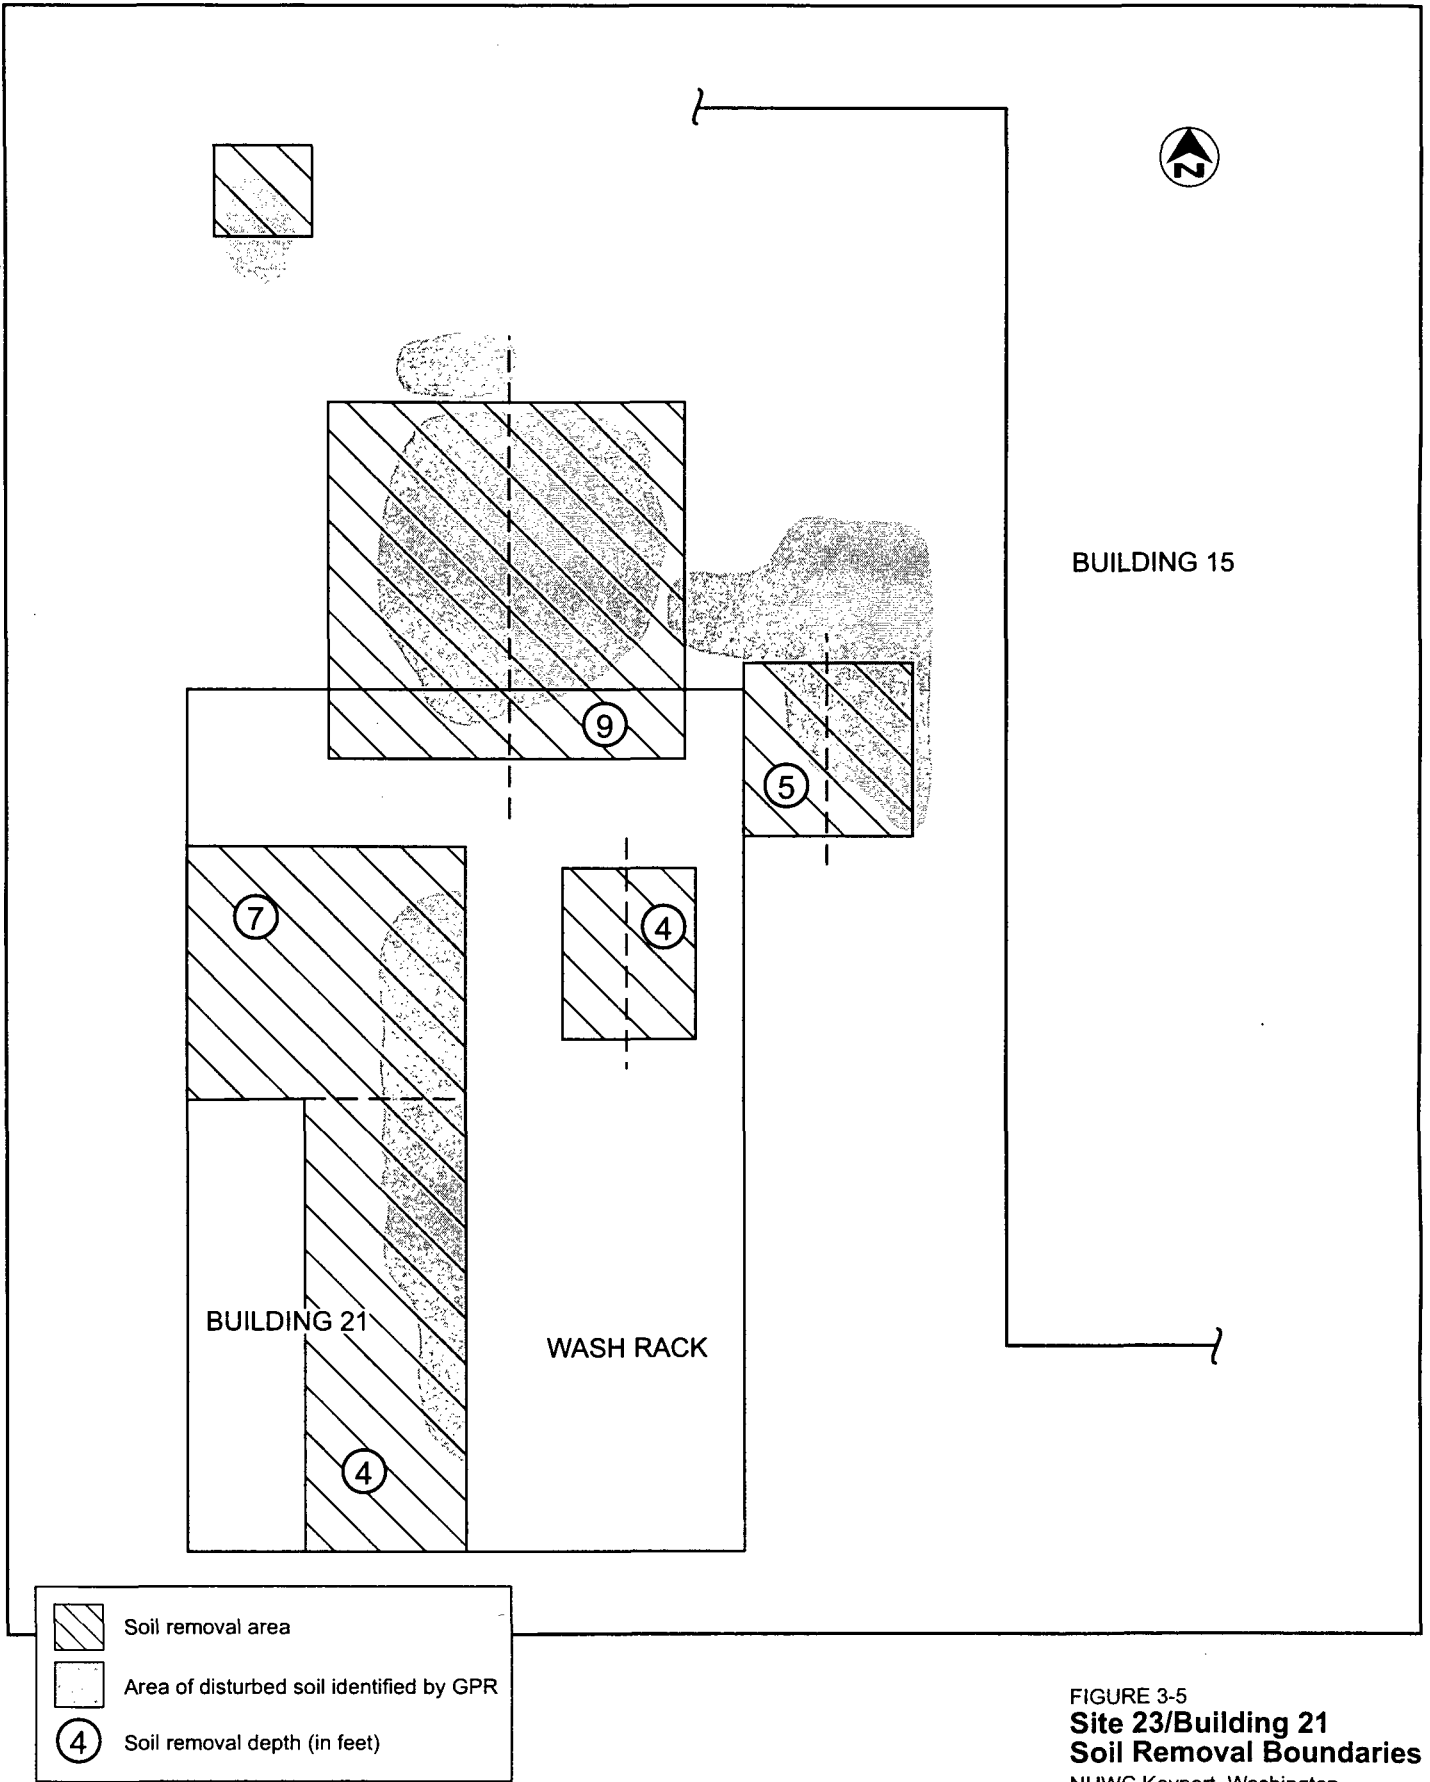 N
BUILDING 15
9
5
7
4
BUILDING 21
WASH RACK
4
Soil removal area
Area of disturbed soil identified by GPR
4 Soil removal depth (in feet)
FIGURE 3-5
Site 23/Building 21
Soil Removal Boundaries